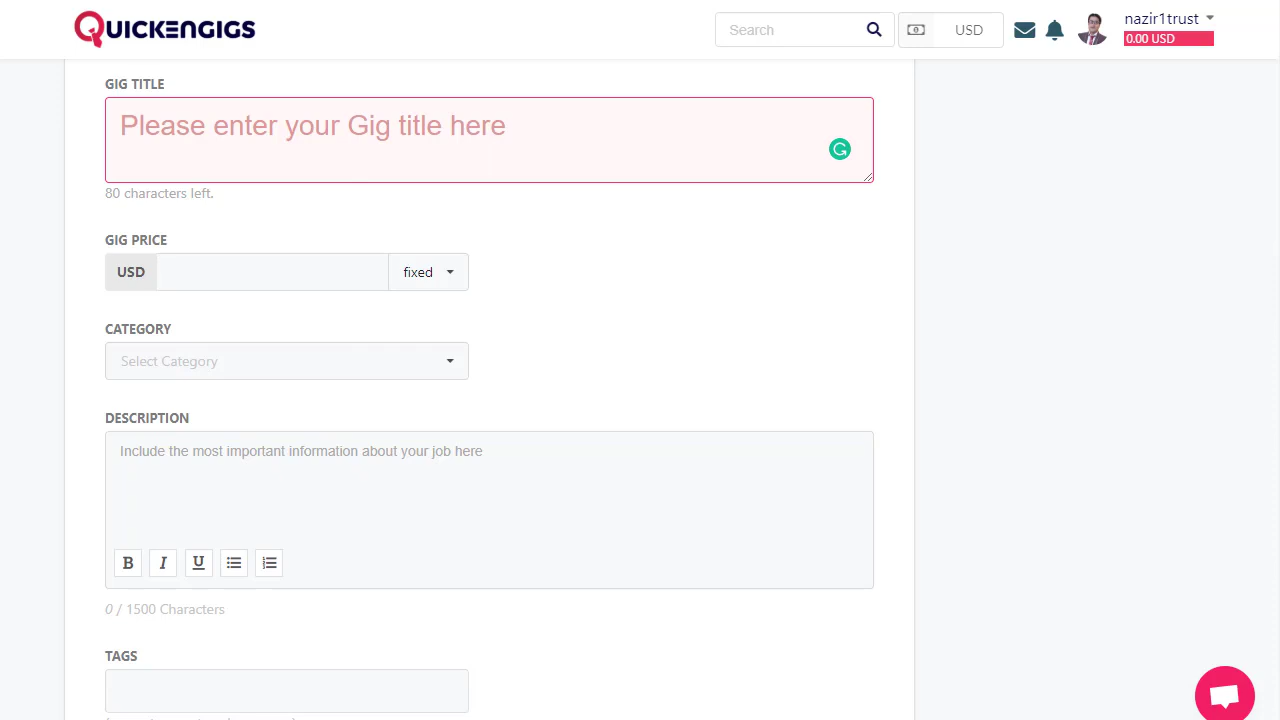 QUICKENGIGS
Search
USD
nazir1trust
0.00 USD
GIG TITLE
Please enter your Gig title here
80 characters left.
GIG PRICE
USD
fixed
CATEGORY
Select Category
DESCRIPTION
Include the most important information about your job here
B I U
0 / 1500 Characters
TAGS